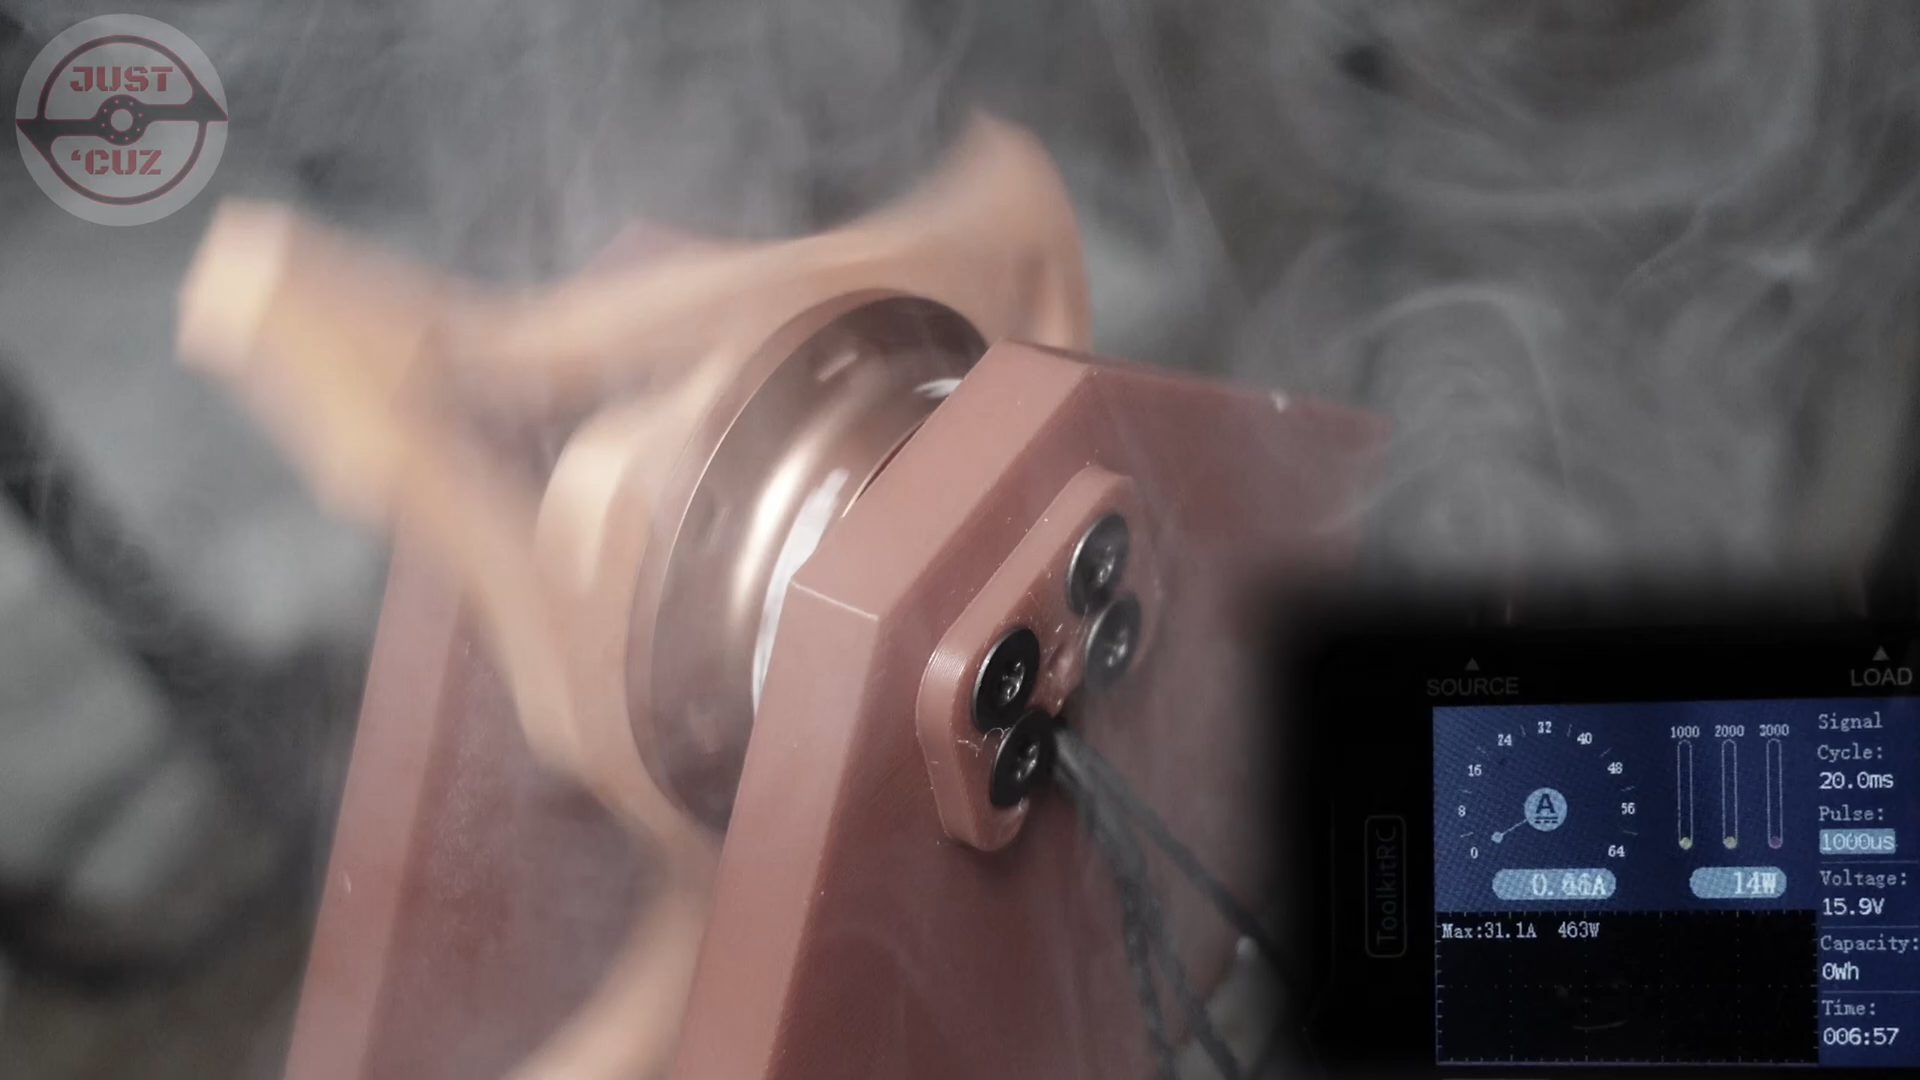 JUST
'CUZ
SOURCE
LOAD
ToolkitRC
0
8
16
24
32
40
48
56
64
A
14W
1000 2000 3000
Signal
Cycle:
20.0ms
Pulse:
1000us
Voltage:
15.9V
Capacity:
0Wh
Time:
006:57
Max:31.1A 463W